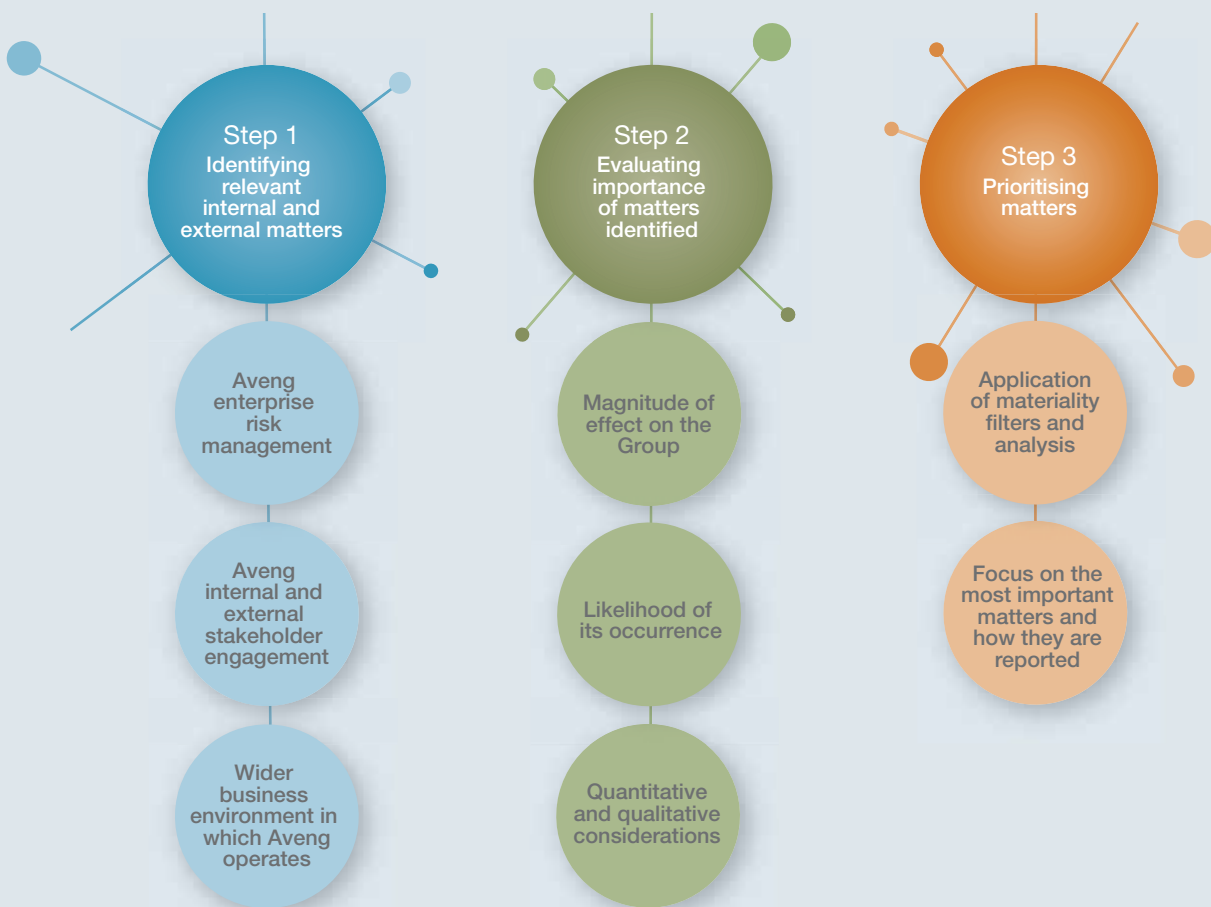 Step 1
Identifying
relevant
internal and
external matters
Aveng
enterprise
risk
management
Aveng
internal and
external
stakeholder
engagement
Wider
business
environment in
which Aveng
operates
Step 2
Evaluating
importance
of matters
identified
Magnitude of
effect on the
Group
Likelihood of
its occurrence
Quantitative
and qualitative
considerations
Step 3
Prioritising
matters
Application
of materiality
filters and
analysis
Focus on the
most important
matters and
how they are
reported